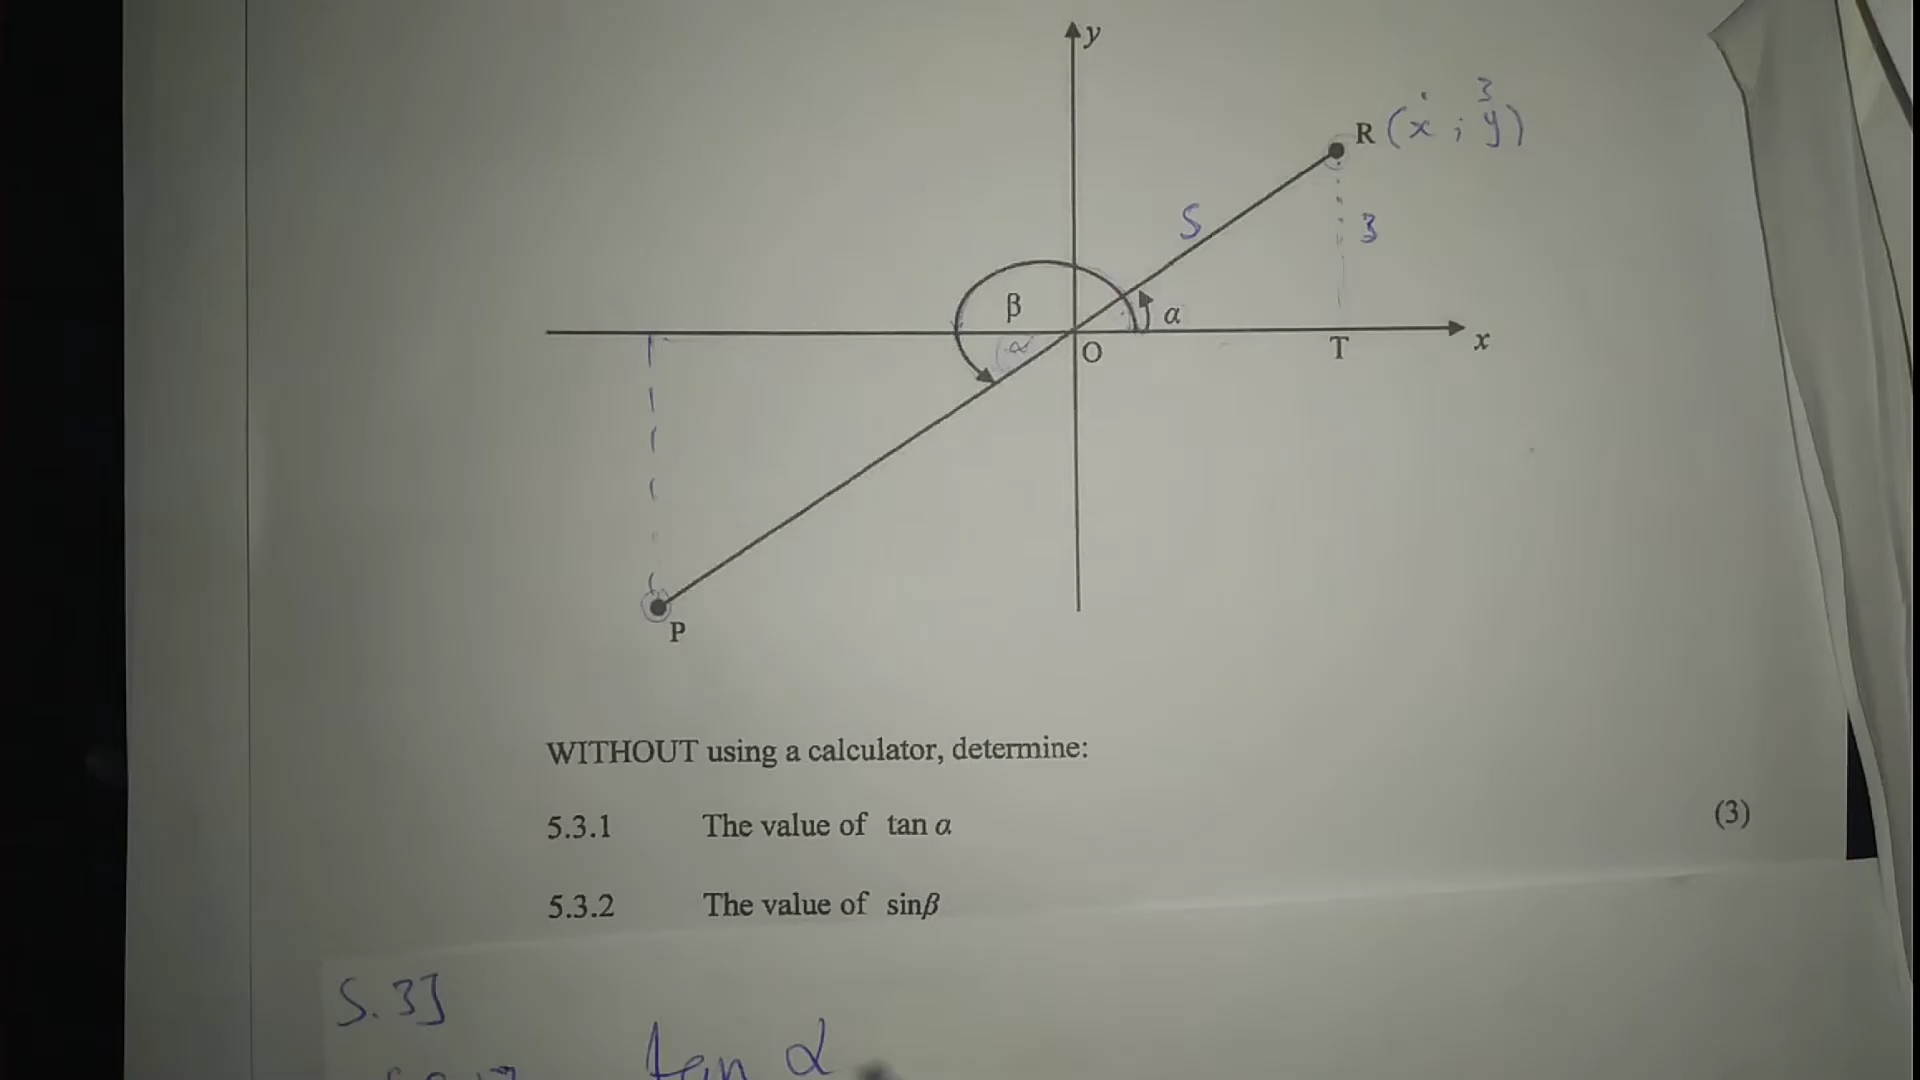 y
3
R (x ; y)
S
3
β
α
α
O
T
x
P
WITHOUT using a calculator, determine:
5.3.1 The value of tan α (3)
5.3.2 The value of sinβ
5.3]
tan α